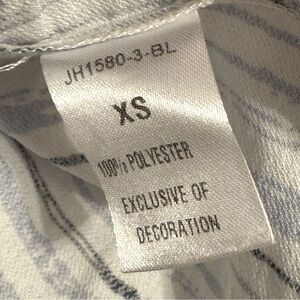 JH1580-3-BL
XS
100% POLYESTER
EXCLUSIVE OF
DECORATION